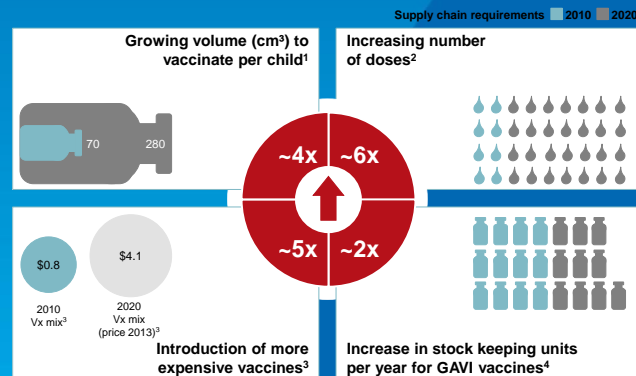 Supply chain requirements 2010 2020
Growing volume (cm³) to
vaccinate per child¹
Increasing number
of doses²
70
280
~4x
~6x
~5x
~2x
$0.8
$4.1
2010
Vx mix³
2020
Vx mix
(price 2013)³
Introduction of more
expensive vaccines³
Increase in stock keeping units
per year for GAVI vaccines⁴